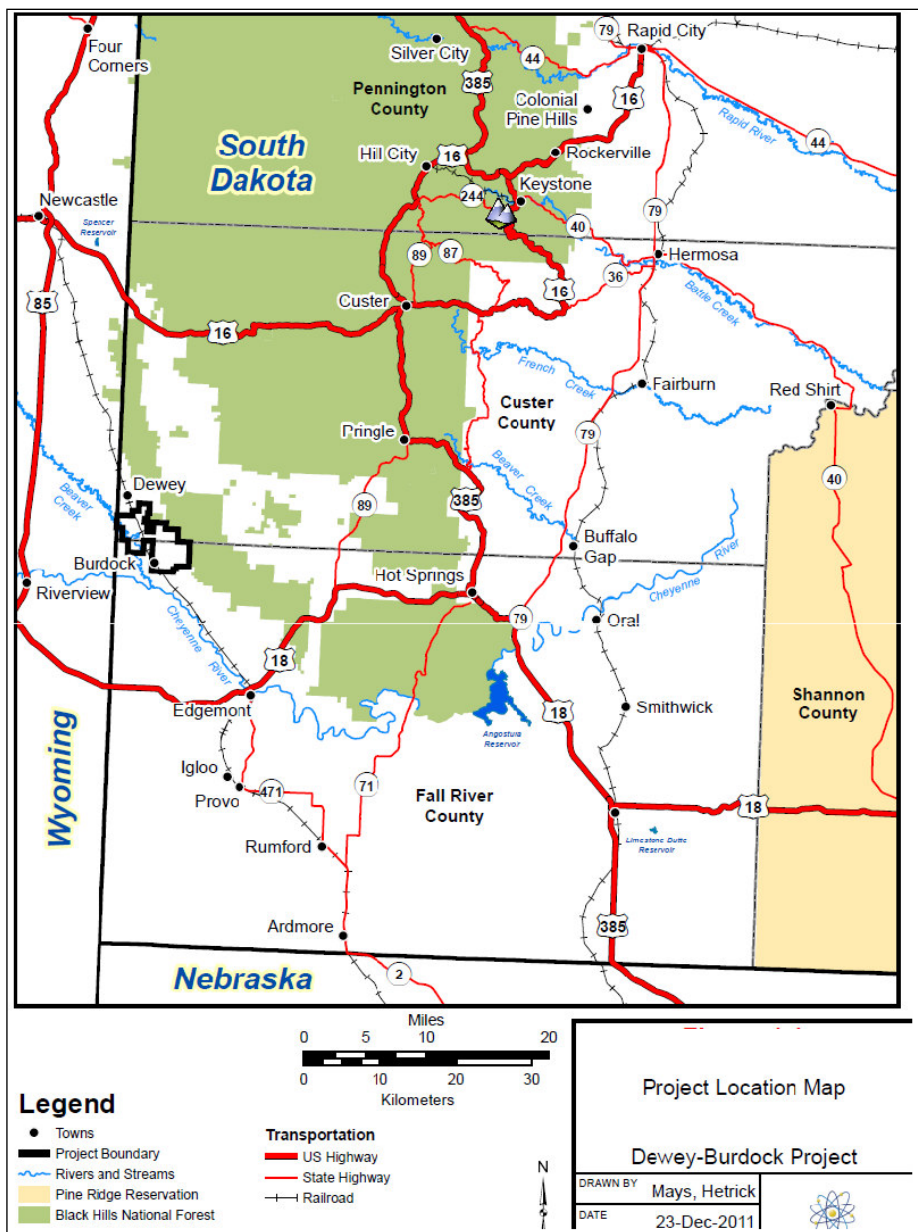 Four
Corners
Silver City
44
79
Rapid City
385
Pennington
County
16
Colonial
Pine Hills
Rapid River
44
South
Dakota
Hill City
16
Rockerville
Newcastle
Spencer
Reservoir
244
Keystone
79
40
89
87
Hermosa
36
85
Custer
16
16
Battle
Creek
French
Creek
Fairburn
Custer
County
Red Shirt
Pringle
79
40
Dewey
Beaver
Creek
89
385
Beaver Creek
Buffalo
Gap
Burdock
Hot Springs
Cheyenne
River
Riverview
Cheyenne
River
79
Oral
18
Edgemont
Angostura
Reservoir
18
Smithwick
Shannon
County
Igloo
Provo
471
71
Fall River
County
18
Wyoming
Rumford
Reservoir
Ardmore
385
Nebraska
2
Miles
0 5 10 20
0 10 20 30
Kilometers
Legend
Towns
Project Boundary
Rivers and Streams
Pine Ridge Reservation
Black Hills National Forest
Transportation
US Highway
State Highway
Railroad
N
Project Location Map
Dewey-Burdock Project
DRAWN BY Mays, Hetrick
DATE 23-Dec-2011